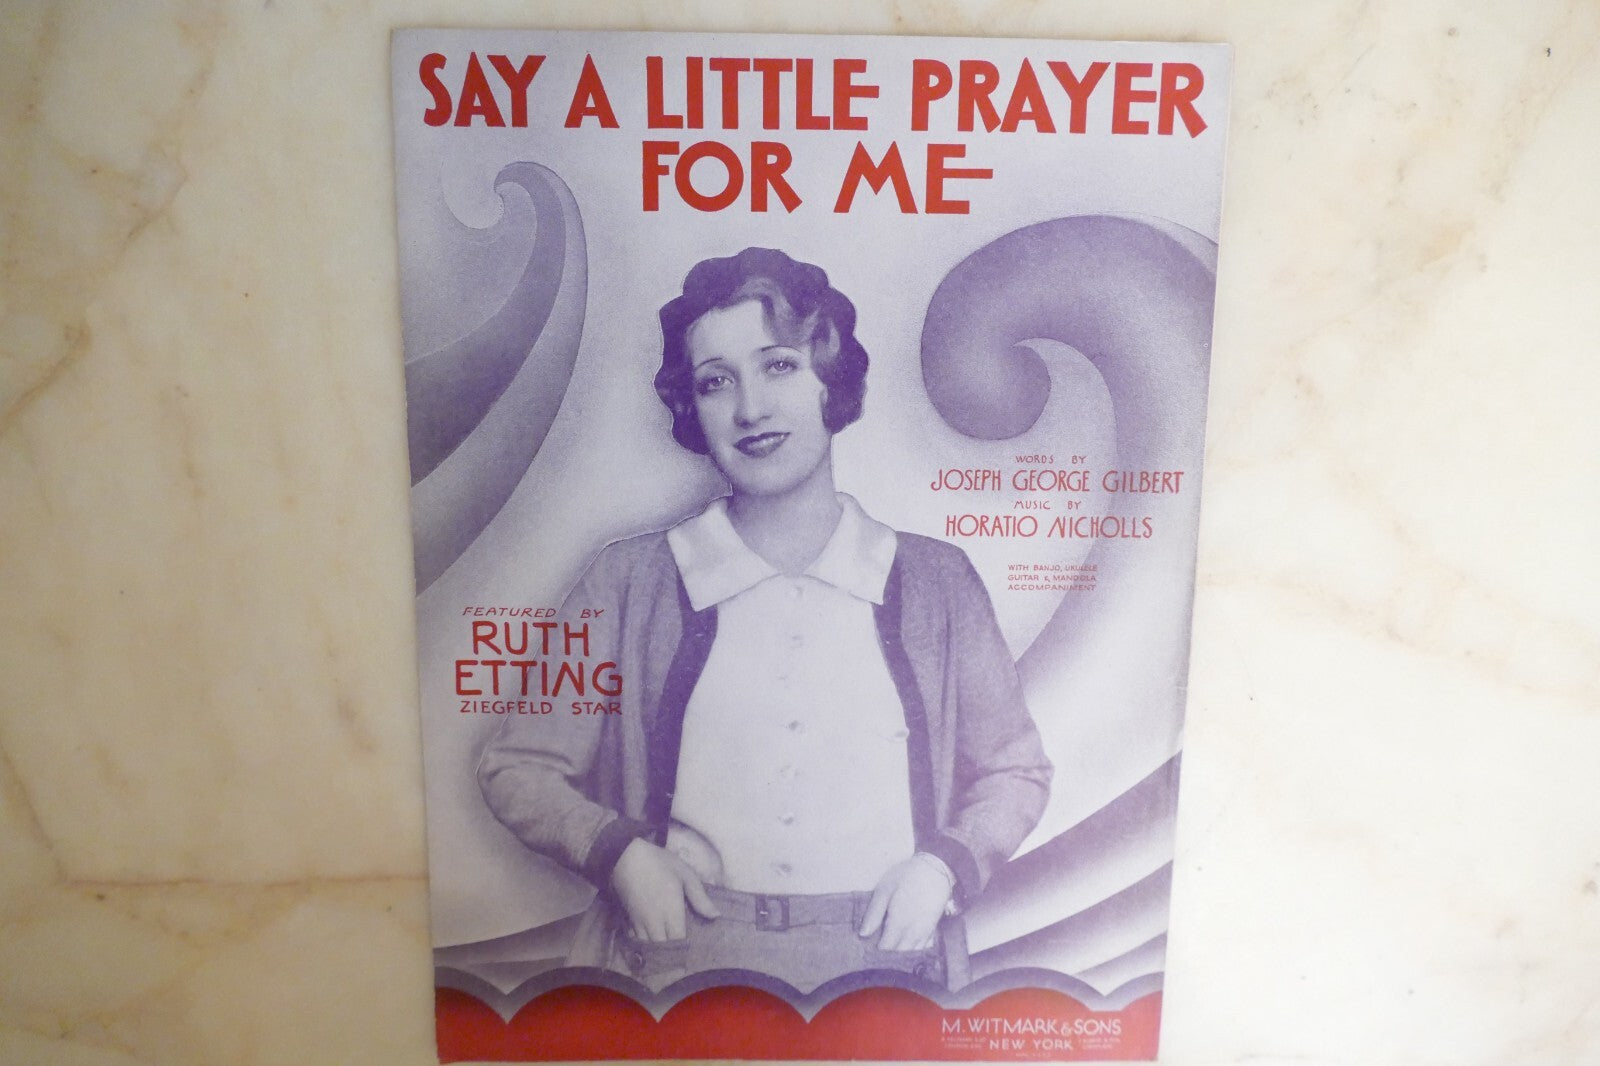 SAY A LITTLE PRAYER
FOR ME
WORDS BY
JOSEPH GEORGE GILBERT
MUSIC BY
HORATIO NICHOLLS
WITH BANJO, UKULELE
GUITAR & MANDOLA
ACCOMPANIMENT
FEATURED BY
RUTH
ETTING
ZIEGFELD STAR
M. WITMARK & SONS
NEW YORK